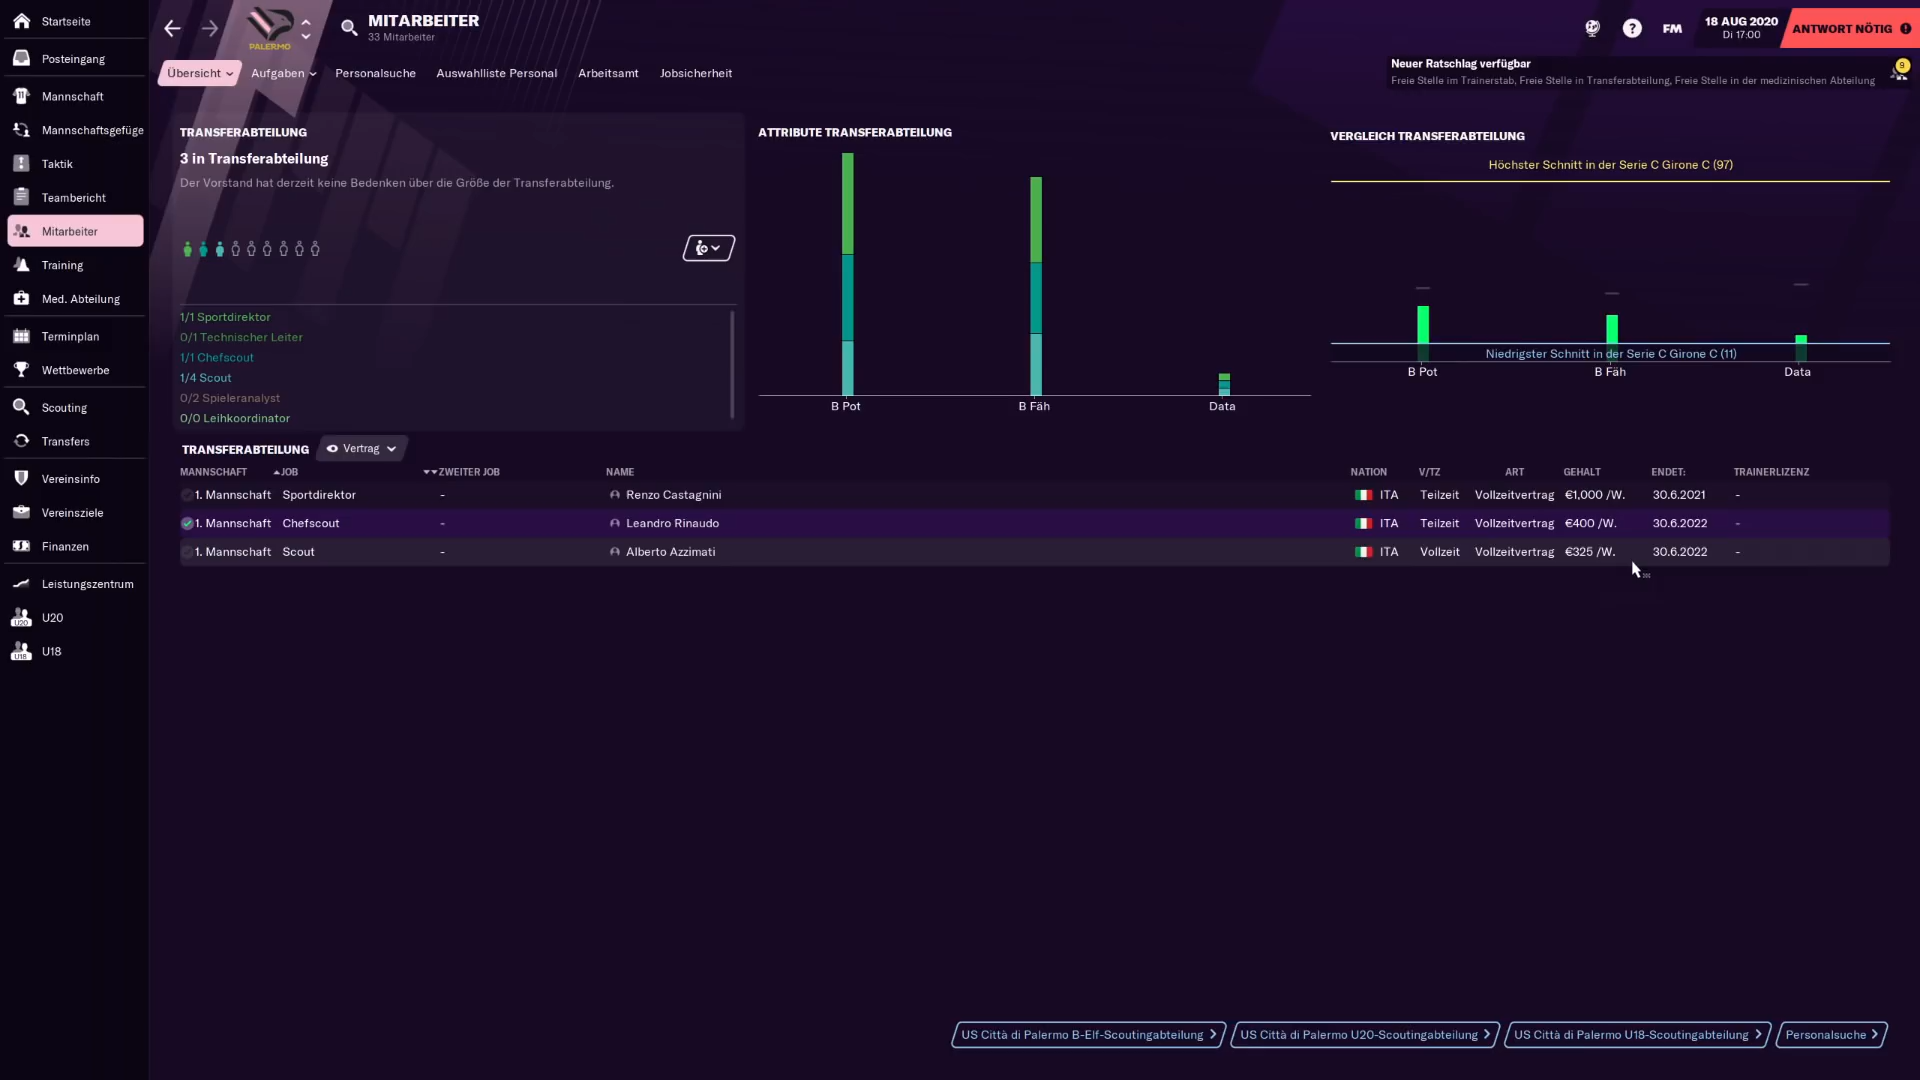 Startseite
Posteingang
Mannschaft
Mannschaftsgefüge
Taktik
Teambericht
Mitarbeiter
Training
Med. Abteilung
Terminplan
Wettbewerbe
Scouting
Transfers
Vereinsinfo
Vereinsziele
Finanzen
Leistungszentrum
U20 U20
U18 U18
PALERMO
MITARBEITER
33 Mitarbeiter
FM
18 AUG 2020
Di 17:00
ANTWORT NÖTIG
Übersicht Aufgaben Personalsuche Auswahlliste Personal Arbeitsamt Jobsicherheit
Neuer Ratschlag verfügbar
Freie Stelle im Trainerstab, Freie Stelle in Transferabteilung, Freie Stelle in der medizinischen Abteilung
9
TRANSFERABTEILUNG
3 in Transferabteilung
Der Vorstand hat derzeit keine Bedenken über die Größe der Transferabteilung.
1/1 Sportdirektor
0/1 Technischer Leiter
1/1 Chefscout
1/4 Scout
0/2 Spieleranalyst
0/0 Leihkoordinator
ATTRIBUTE TRANSFERABTEILUNG
B Pot B Fäh Data
VERGLEICH TRANSFERABTEILUNG
Höchster Schnitt in der Serie C Girone C (97)
Niedrigster Schnitt in der Serie C Girone C (11)
B Pot B Fäh Data
TRANSFERABTEILUNG Vertrag
MANNSCHAFT JOB ZWEITER JOB NAME NATION V/TZ ART GEHALT ENDET: TRAINERLIZENZ
1. Mannschaft Sportdirektor - Renzo Castagnini ITA Teilzeit Vollzeitvertrag €1,000 /W. 30.6.2021 -
1. Mannschaft Chefscout - Leandro Rinaudo ITA Teilzeit Vollzeitvertrag €400 /W. 30.6.2022 -
1. Mannschaft Scout - Alberto Azzimati ITA Vollzeit Vollzeitvertrag €325 /W. 30.6.2022 -
US Città di Palermo B-Elf-Scoutingabteilung US Città di Palermo U20-Scoutingabteilung US Città di Palermo U18-Scoutingabteilung Personalsuche